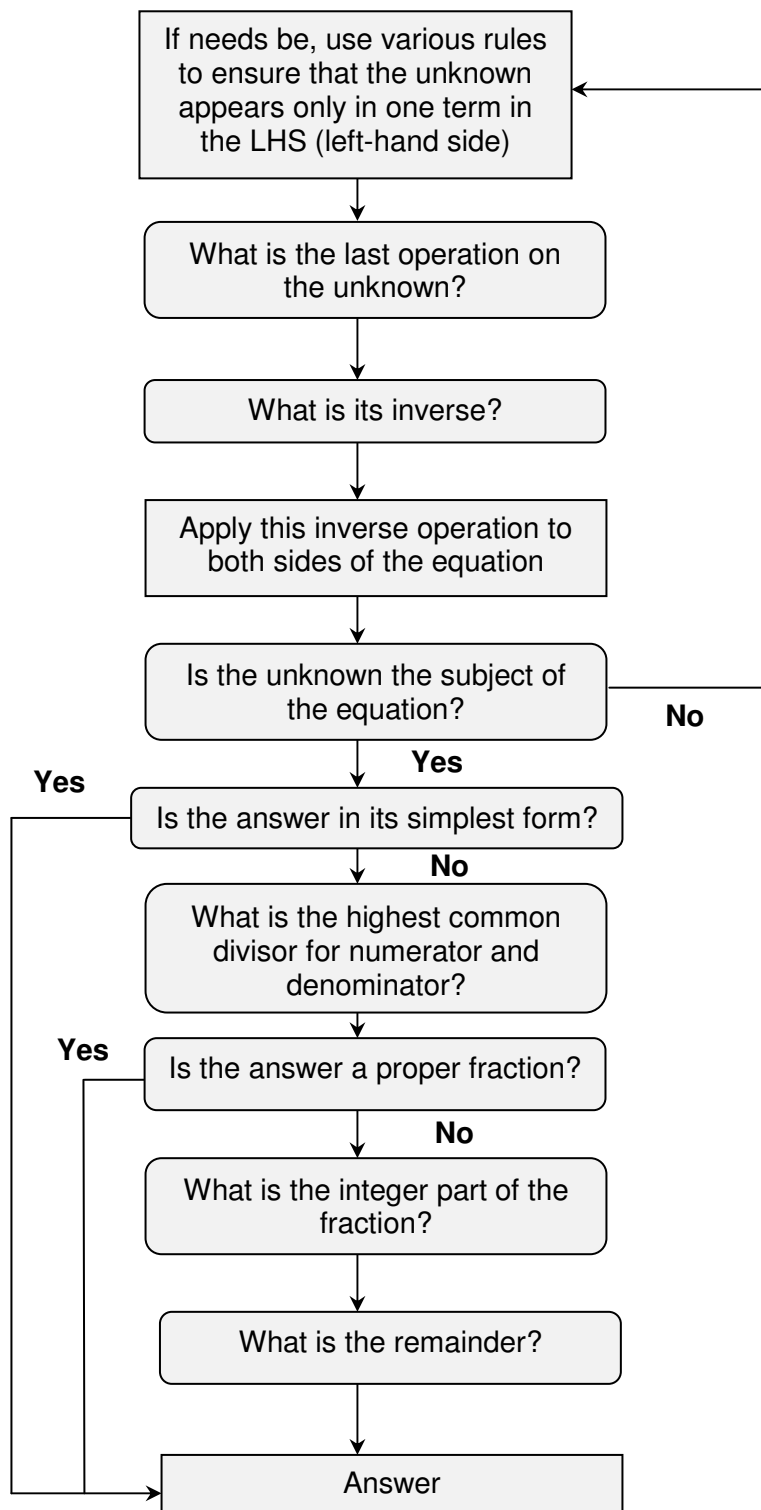 If needs be, use various rules
to ensure that the unknown
appears only in one term in
the LHS (left-hand side)
What is the last operation on
the unknown?
What is its inverse?
Apply this inverse operation to
both sides of the equation
Is the unknown the subject of
the equation?
No
Yes
Yes
Is the answer in its simplest form?
No
What is the highest common
divisor for numerator and
denominator?
Yes
Is the answer a proper fraction?
No
What is the integer part of the
fraction?
What is the remainder?
Answer